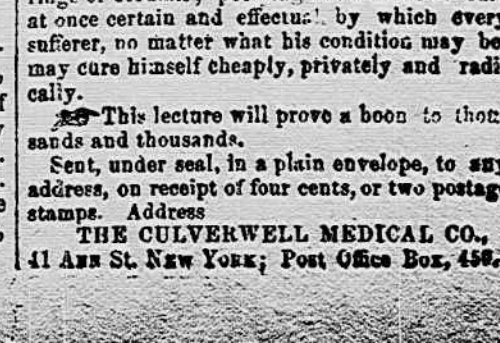 at once certain and effectual by which every
sufferer, no matter what his condition may be
may cure himself cheaply, privately and radi
cally.
☛This lecture will prove a boon to thou
sands and thousands.
Sent, under seal, in a plain envelope, to any
address, on receipt of four cents, or two postage
stamps. Address
THE CULVERWELL MEDICAL CO.,
41 Ann St. New York; Post Office Box, 450.